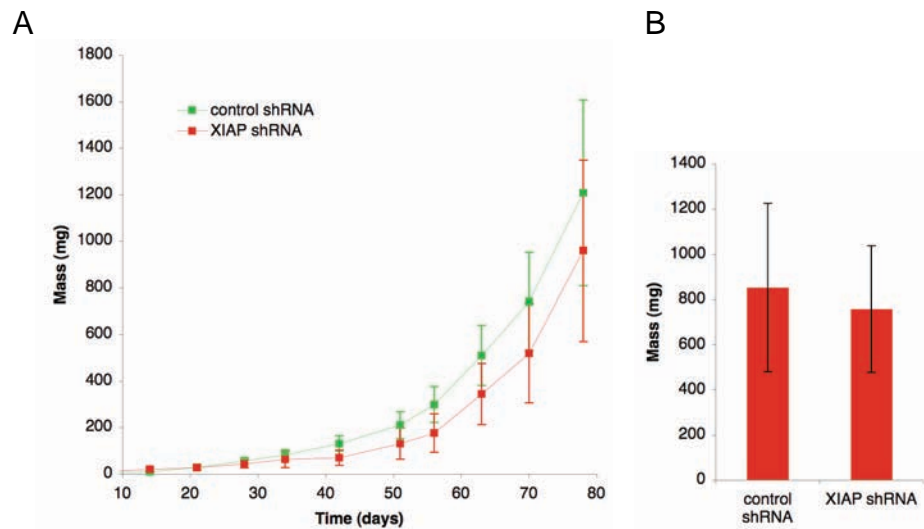 A
1800
1600
1400
1200
1000
800
600
400
200
0
Mass (mg)
control shRNA
XIAP shRNA
10 20 30 40 50 60 70 80
Time (days)
B
1400
1200
1000
800
600
400
200
0
Mass (mg)
control
shRNA
XIAP shRNA